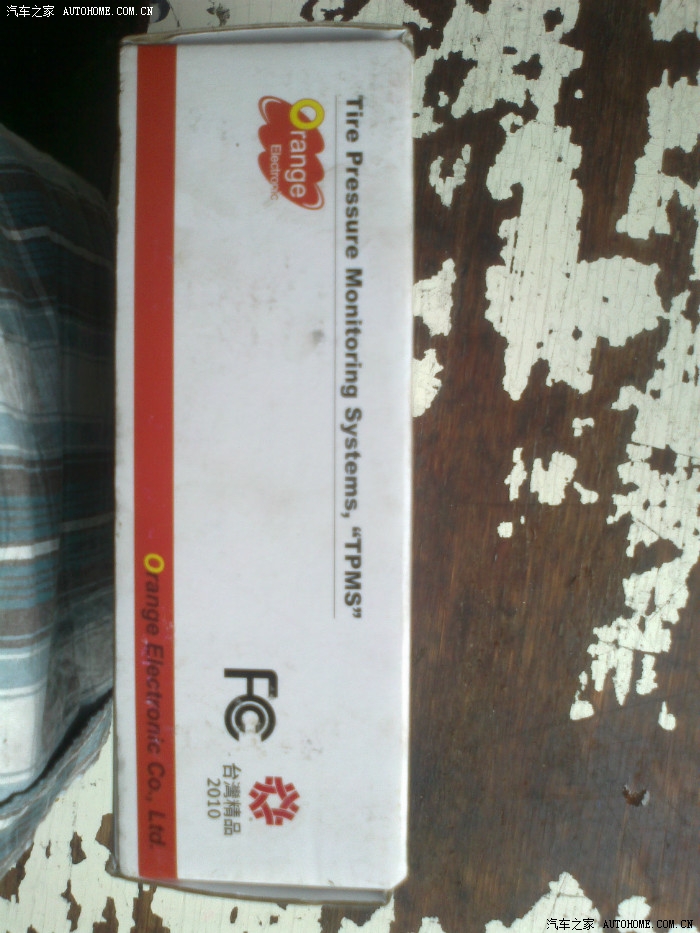 汽车之家 AUTOHOME.COM.CN
Tire Pressure Monitoring Systems, “TPMS”
Orange
Electronic
FC
台灣精品
2010
Orange Electronic Co., Ltd.
汽车之家 AUTOHOME.COM.CN